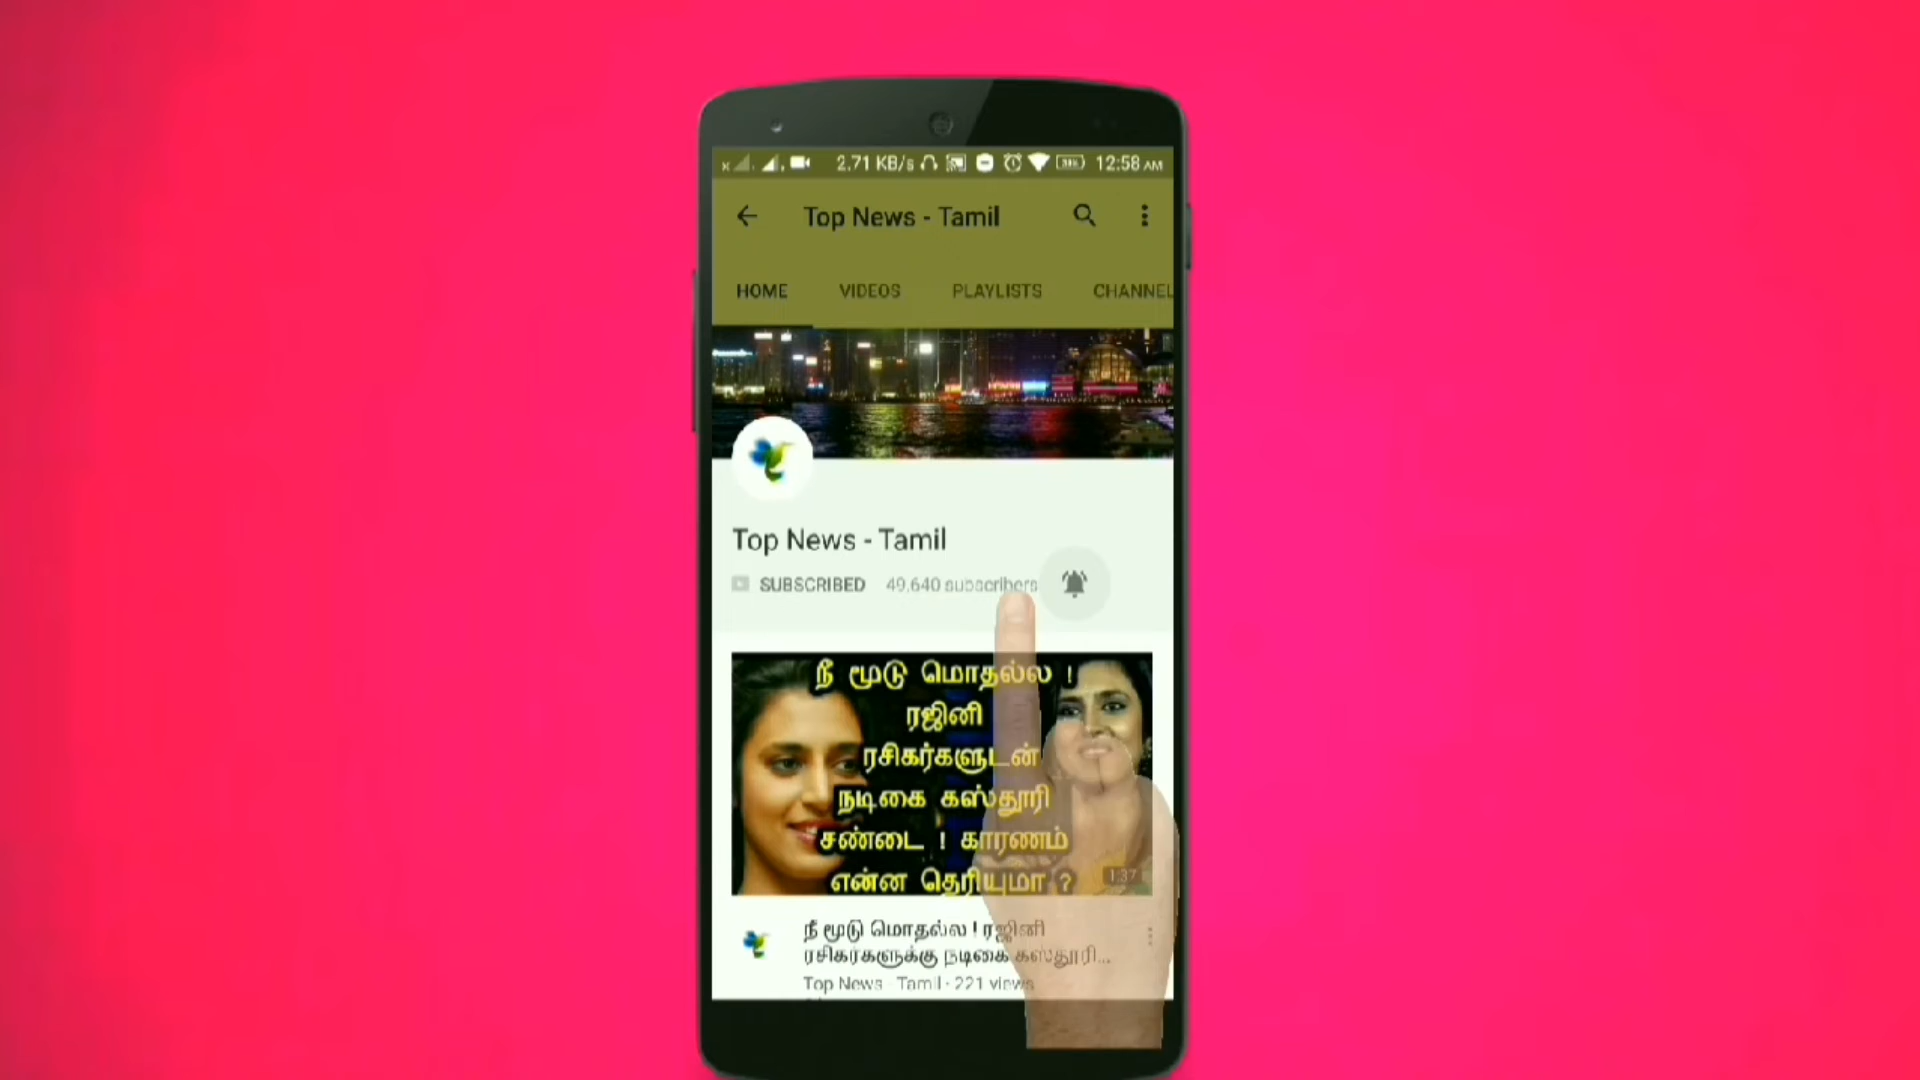 2.71 KB/s 12:58 AM
Top News - Tamil
HOME VIDEOS PLAYLISTS CHANNEL
Top News - Tamil
SUBSCRIBED 49,640 subscribers
நீ மூடு மொதல்ல !
ரஜினி
ரசிகர்களுடன்
நடிகை கஸ்தூரி
சண்டை ! காரணம்
என்ன தெரியுமா ?
1:37
நீ மூடு மொதல்ல ! ரஜினி
ரசிகர்களுக்கு நடிகை கஸ்தூரி...
Top News - Tamil · 221 views